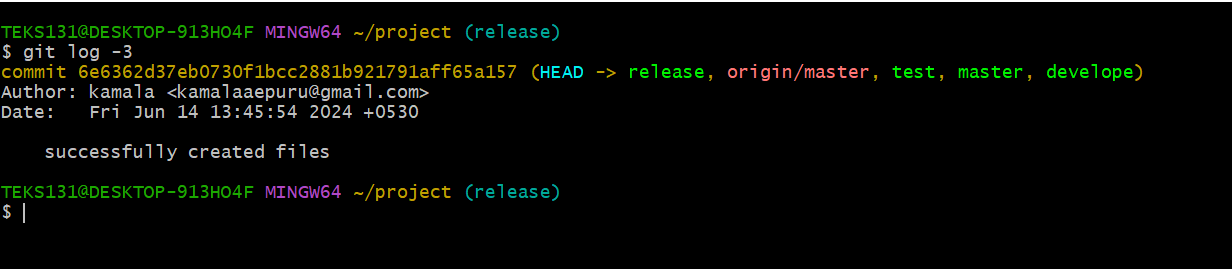 TEKS131@DESKTOP-913HO4F MINGW64 ~/project (release)
$ git log -3
commit 6e6362d37eb0730f1bcc2881b921791aff65a157 (HEAD -> release, origin/master, test, master, develope)
Author: kamala <kamalaaepuru@gmail.com>
Date:   Fri Jun 14 13:45:54 2024 +0530
    successfully created files
TEKS131@DESKTOP-913HO4F MINGW64 ~/project (release)
$